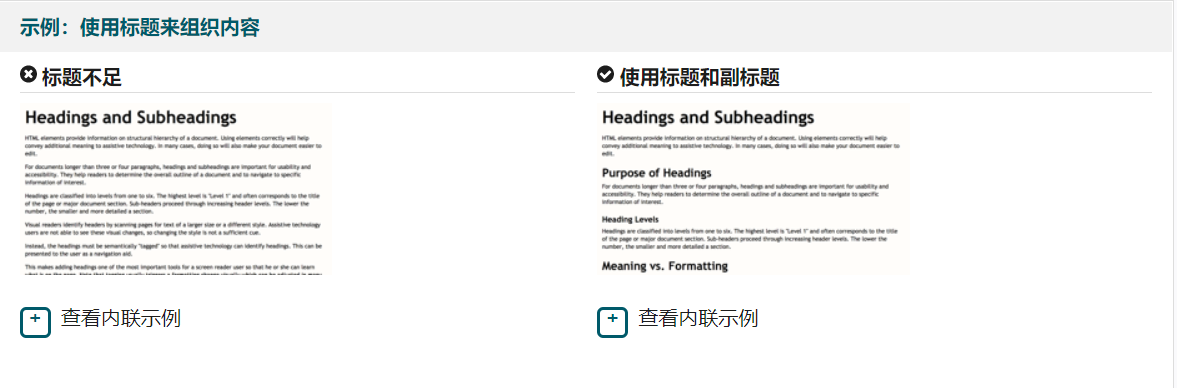 示例：使用标题来组织内容
标题不足
Headings and Subheadings
HTML elements provide information on structural hierarchy of a document. Using elements correctly will help
convey additional meaning to assistive technology. In many cases, doing so will also make your document easier to
edit.
For documents longer than three or four paragraphs, headings and subheadings are important for usability and
accessibility. They help readers to determine the overall outline of a document and to navigate to specific
information of interest.
Headings are classified into levels from one to six. The highest level is "Level 1" and often corresponds to the title
of the page or major document section. Sub-headers proceed through increasing header levels. The lower the
number, the smaller and more detailed a section.
Visual readers identify headers by scanning pages for text of a larger size or a different style. Assistive technology
users are not able to see these visual changes, so changing the style is not a sufficient cue.
Instead, the headings must be semantically "tagged" so that assistive technology can identify headings. This can be
presented to the user as a navigation aid.
This makes adding headings one of the most important tools for a screen reader user so that he or she can learn
+ 查看内联示例
使用标题和副标题
Headings and Subheadings
HTML elements provide information on structural hierarchy of a document. Using elements correctly will help
convey additional meaning to assistive technology. In many cases, doing so will also make your document easier to
edit.
Purpose of Headings
For documents longer than three or four paragraphs, headings and subheadings are important for usability and
accessibility. They help readers to determine the overall outline of a document and to navigate to specific
information of interest.
Heading Levels
Headings are classified into levels from one to six. The highest level is "Level 1" and often corresponds to the title
of the page or major document section. Sub-headers proceed through increasing header levels. The lower the
number, the smaller and more detailed a section.
Meaning vs. Formatting
+ 查看内联示例